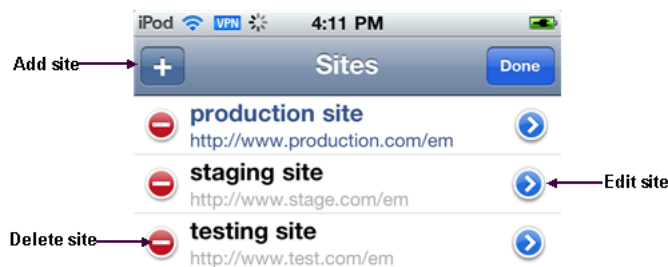 iPod VPN 4:11 PM
Add site + Sites Done
production site
http://www.production.com/em
staging site
http://www.stage.com/em
Edit site
testing site
Delete site
http://www.test.com/em